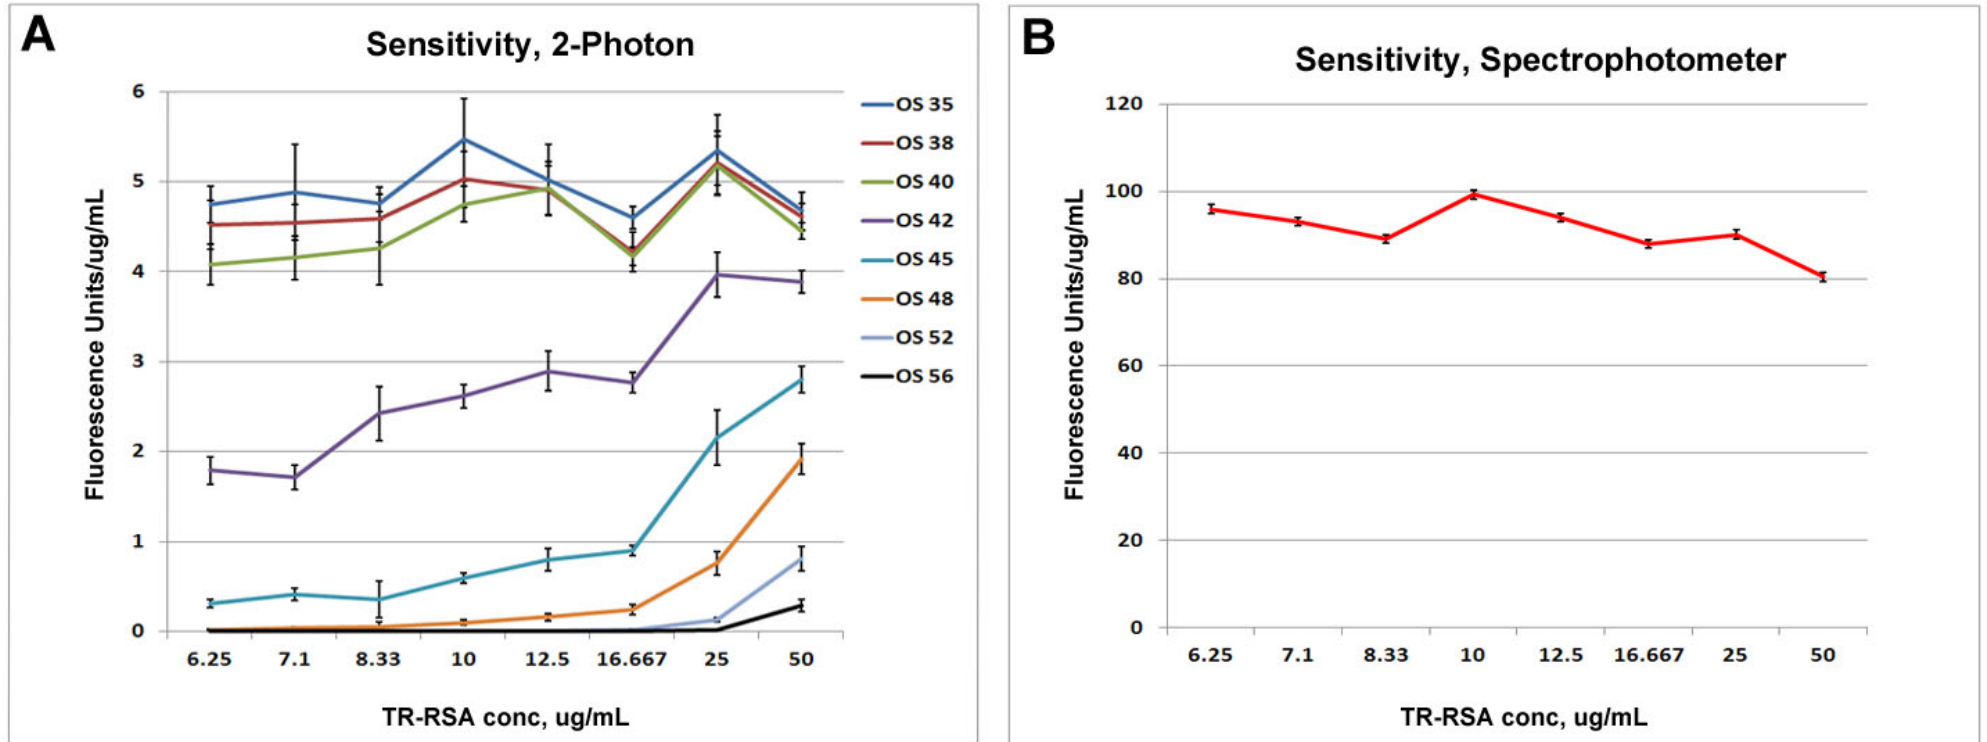 A
Sensitivity, 2-Photon
Fluorescence Units/ug/mL
6
5
4
3
2
1
0
6.25 7.1 8.33 10 12.5 16.667 25 50
TR-RSA conc, ug/mL
OS 35
OS 38
OS 40
OS 42
OS 45
OS 48
OS 52
OS 56
B
Sensitivity, Spectrophotometer
Fluorescence Units/ug/mL
120
100
80
60
40
20
0
6.25 7.1 8.33 10 12.5 16.667 25 50
TR-RSA conc, ug/mL